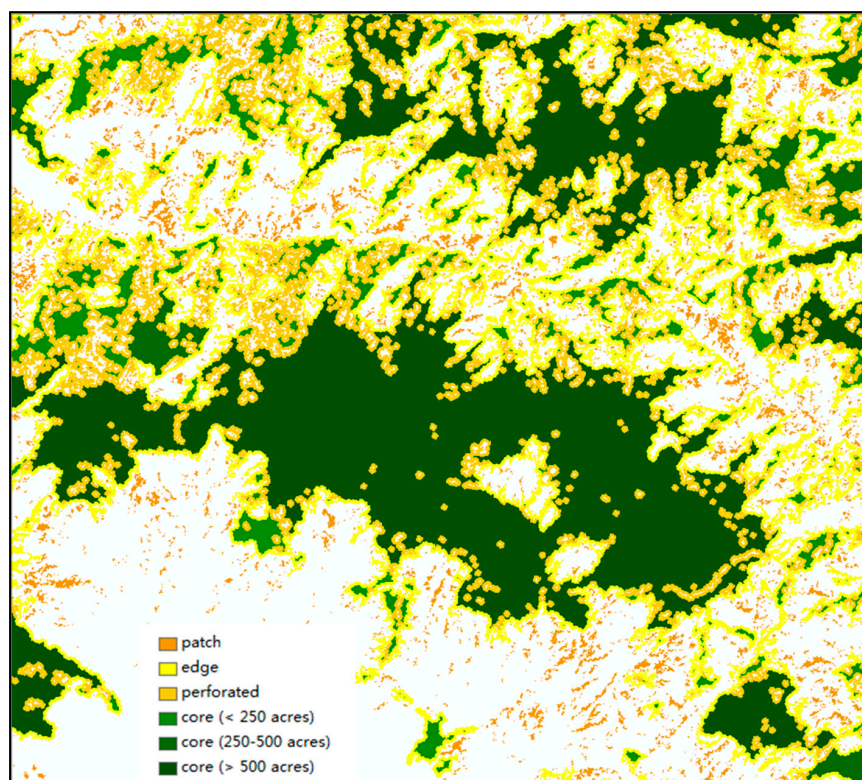 patch
edge
perforated
core (< 250 acres)
core (250-500 acres)
core (> 500 acres)